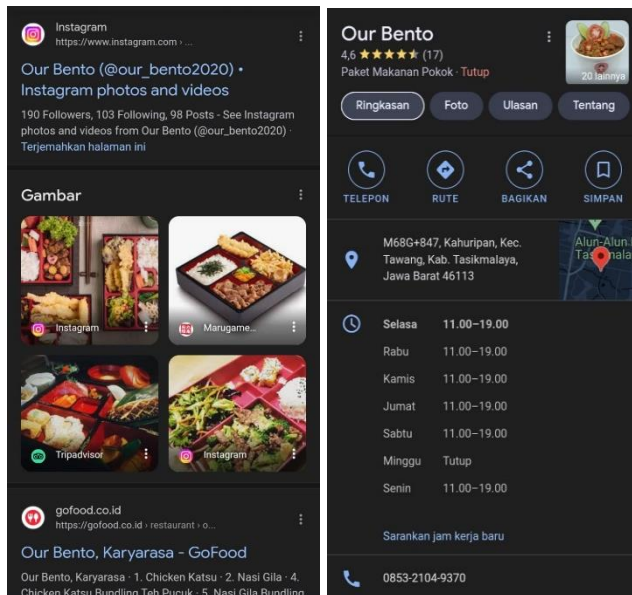 Instagram
https://www.instagram.com › ...
Our Bento (@our_bento2020) •
Instagram photos and videos
190 Followers, 103 Following, 98 Posts - See Instagram
photos and videos from Our Bento (@our_bento2020) ·
Terjemahkan halaman ini
Gambar
Instagram
Marugame...
Tripadvisor
Instagram
gofood.co.id
https://gofood.co.id › restaurant › o...
Our Bento, Karyarasa - GoFood
Our Bento, Karyarasa · 1. Chicken Katsu · 2. Nasi Gila · 4.
Chicken Katsu Bundling Teh Pucuk · 5. Nasi Gila Bundling
Our Bento
4,6 ★★★★★ (17)
Paket Makanan Pokok · Tutup
20 lainnya
Ringkasan
Foto
Ulasan
Tentang
TELEPON
RUTE
BAGIKAN
SIMPAN
M68G+847, Kahuripan, Kec.
Tawang, Kab. Tasikmalaya,
Jawa Barat 46113
Alun-Alun
Selasa 11.00–19.00
Rabu 11.00–19.00
Kamis 11.00–19.00
Jumat 11.00–19.00
Sabtu 11.00–19.00
Minggu Tutup
Senin 11.00–19.00
Sarankan jam kerja baru
0853-2104-9370